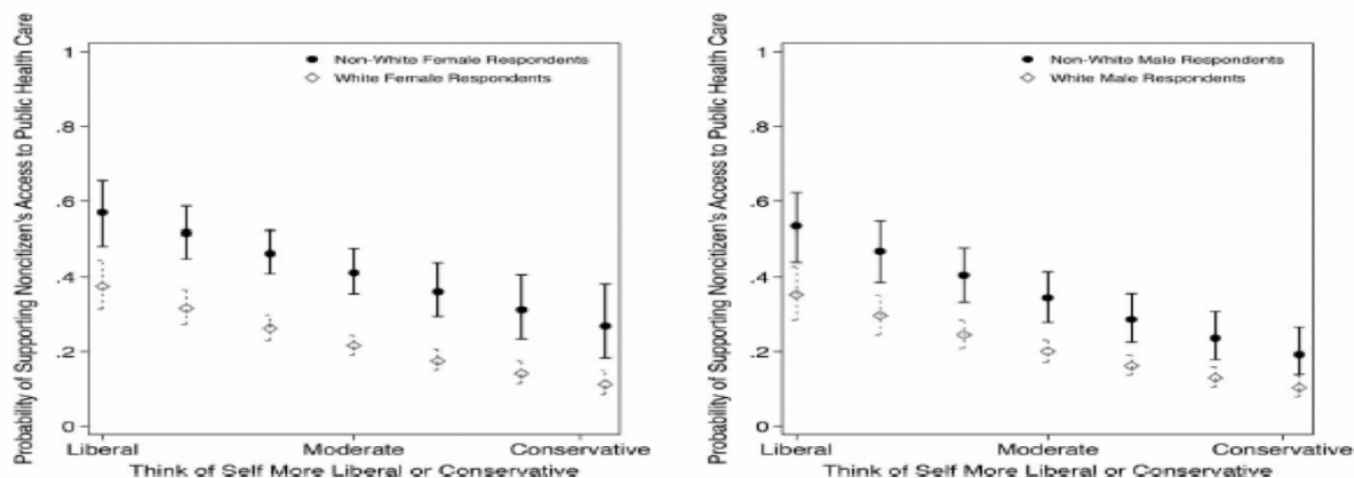 Probability of Supporting Noncitizen's Access to Public Health Care
1
.8
.6
.4
.2
0
Non-White Female Respondents
White Female Respondents
Liberal Moderate Conservative
Think of Self More Liberal or Conservative
Probability of Supporting Noncitizen's Access to Public Health Care
1
.8
.6
.4
.2
0
Non-White Male Respondents
White Male Respondents
Liberal Moderate Conservative
Think of Self More Liberal or Conservative